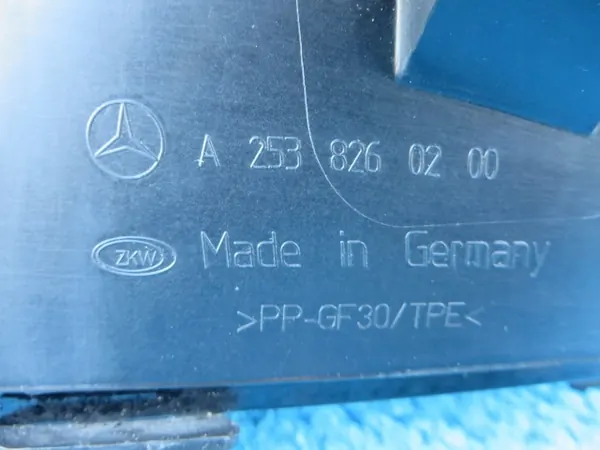 A 253 826 02 00
ZKW Made in Germany
>PP-GF30/TPE<